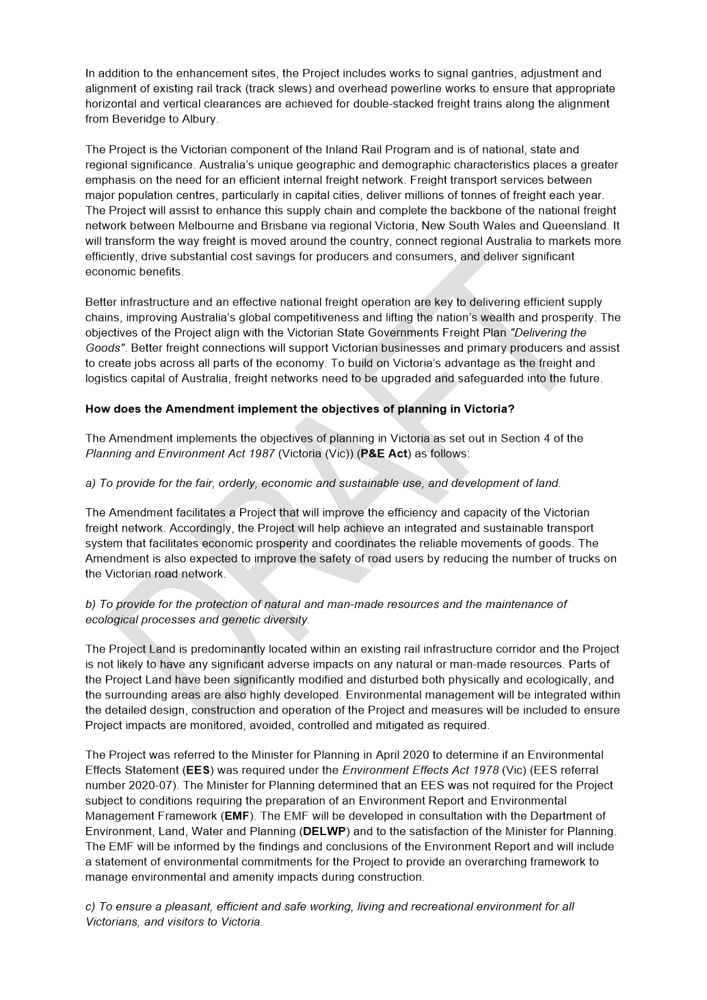 In addition to the enhancement sites, the Project includes works to signal gantries, adjustment and
alignment of existing rail track (track slews) and overhead powerline works to ensure that appropriate
horizontal and vertical clearances are achieved for double-stacked freight trains along the alignment
from Beveridge to Albury.
The Project is the Victorian component of the Inland Rail Program and is of national, state and
regional significance. Australia’s unique geographic and demographic characteristics places a greater
emphasis on the need for an efficient internal freight network. Freight transport services between
major population centres, particularly in capital cities, deliver millions of tonnes of freight each year.
The Project will assist to enhance this supply chain and complete the backbone of the national freight
network between Melbourne and Brisbane via regional Victoria, New South Wales and Queensland. It
will transform the way freight is moved around the country, connect regional Australia to markets more
efficiently, drive substantial cost savings for producers and consumers, and deliver significant
economic benefits.
Better infrastructure and an effective national freight operation are key to delivering efficient supply
chains, improving Australia’s global competitiveness and lifting the nation’s wealth and prosperity. The
objectives of the Project align with the Victorian State Governments Freight Plan "Delivering the
Goods". Better freight connections will support Victorian businesses and primary producers and assist
to create jobs across all parts of the economy. To build on Victoria’s advantage as the freight and
logistics capital of Australia, freight networks need to be upgraded and safeguarded into the future.
How does the Amendment implement the objectives of planning in Victoria?
The Amendment implements the objectives of planning in Victoria as set out in Section 4 of the
Planning and Environment Act 1987 (Victoria (Vic)) (P&E Act) as follows:
a) To provide for the fair, orderly, economic and sustainable use, and development of land.
The Amendment facilitates a Project that will improve the efficiency and capacity of the Victorian
freight network. Accordingly, the Project will help achieve an integrated and sustainable transport
system that facilitates economic prosperity and coordinates the reliable movements of goods. The
Amendment is also expected to improve the safety of road users by reducing the number of trucks on
the Victorian road network.
b) To provide for the protection of natural and man-made resources and the maintenance of
ecological processes and genetic diversity.
The Project Land is predominantly located within an existing rail infrastructure corridor and the Project
is not likely to have any significant adverse impacts on any natural or man-made resources. Parts of
the Project Land have been significantly modified and disturbed both physically and ecologically, and
the surrounding areas are also highly developed. Environmental management will be integrated within
the detailed design, construction and operation of the Project and measures will be included to ensure
Project impacts are monitored, avoided, controlled and mitigated as required.
The Project was referred to the Minister for Planning in April 2020 to determine if an Environmental
Effects Statement (EES) was required under the Environment Effects Act 1978 (Vic) (EES referral
number 2020-07). The Minister for Planning determined that an EES was not required for the Project
subject to conditions requiring the preparation of an Environment Report and Environmental
Management Framework (EMF). The EMF will be developed in consultation with the Department of
Environment, Land, Water and Planning (DELWP) and to the satisfaction of the Minister for Planning.
The EMF will be informed by the findings and conclusions of the Environment Report and will include
a statement of environmental commitments for the Project to provide an overarching framework to
manage environmental and amenity impacts during construction.
c) To ensure a pleasant, efficient and safe working, living and recreational environment for all
Victorians, and visitors to Victoria.
DRAFT